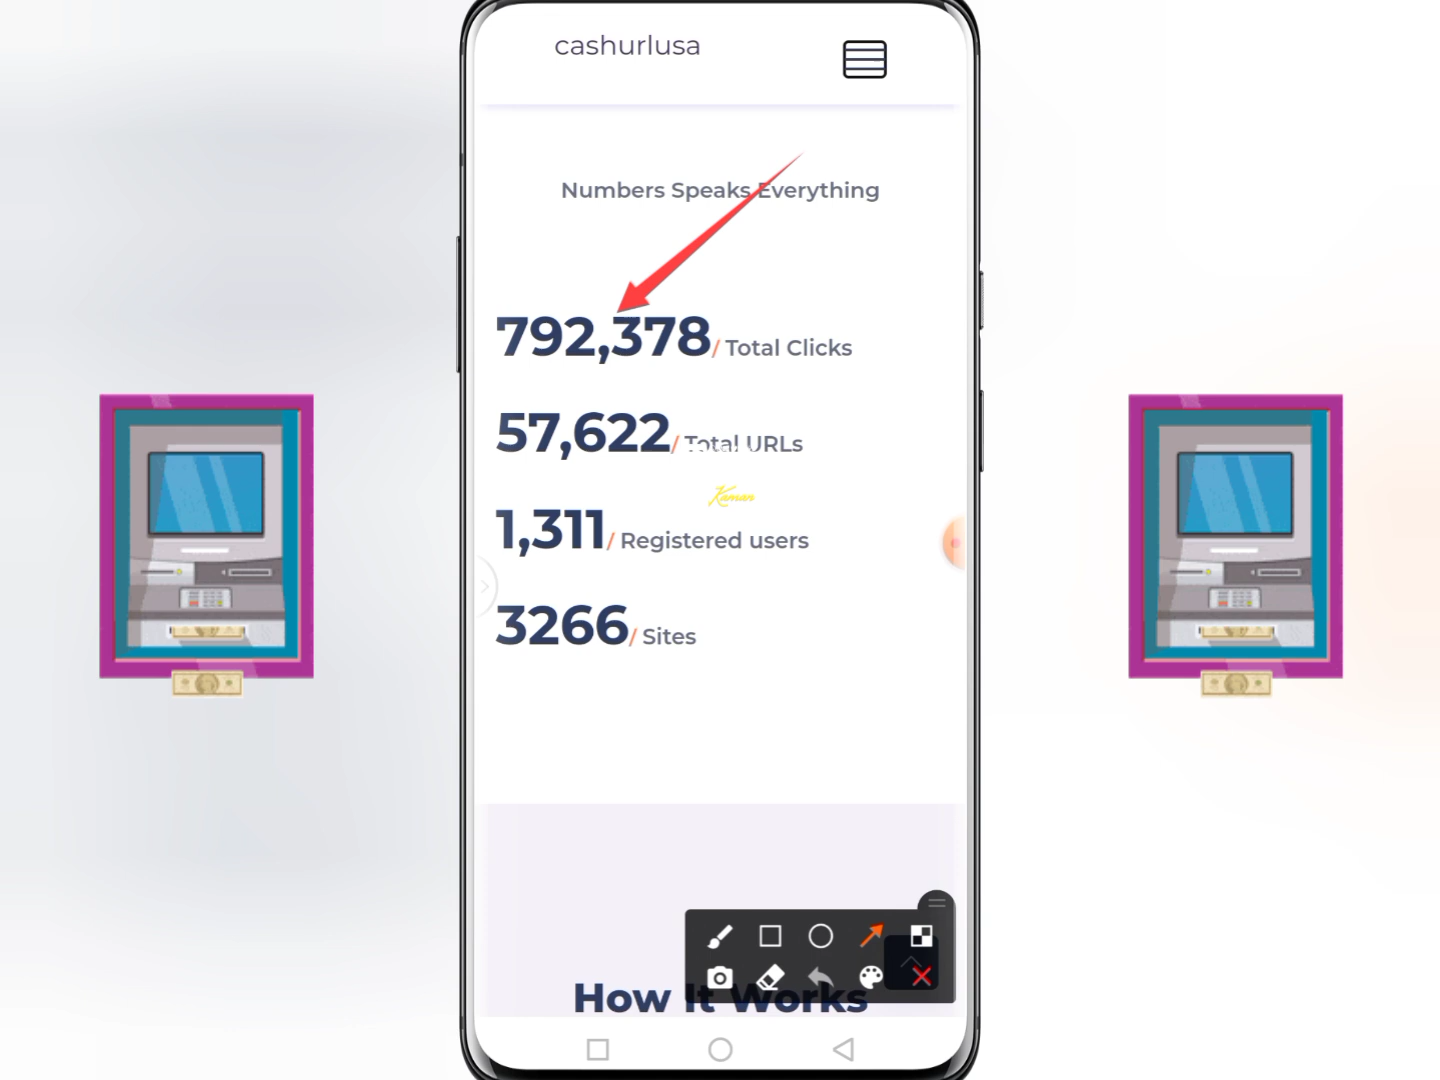 cashurlusa
Numbers Speaks Everything
792,378/ Total Clicks
57,622/ Total URLs
Kaman
1,311/ Registered users
3266/ Sites
How It Works